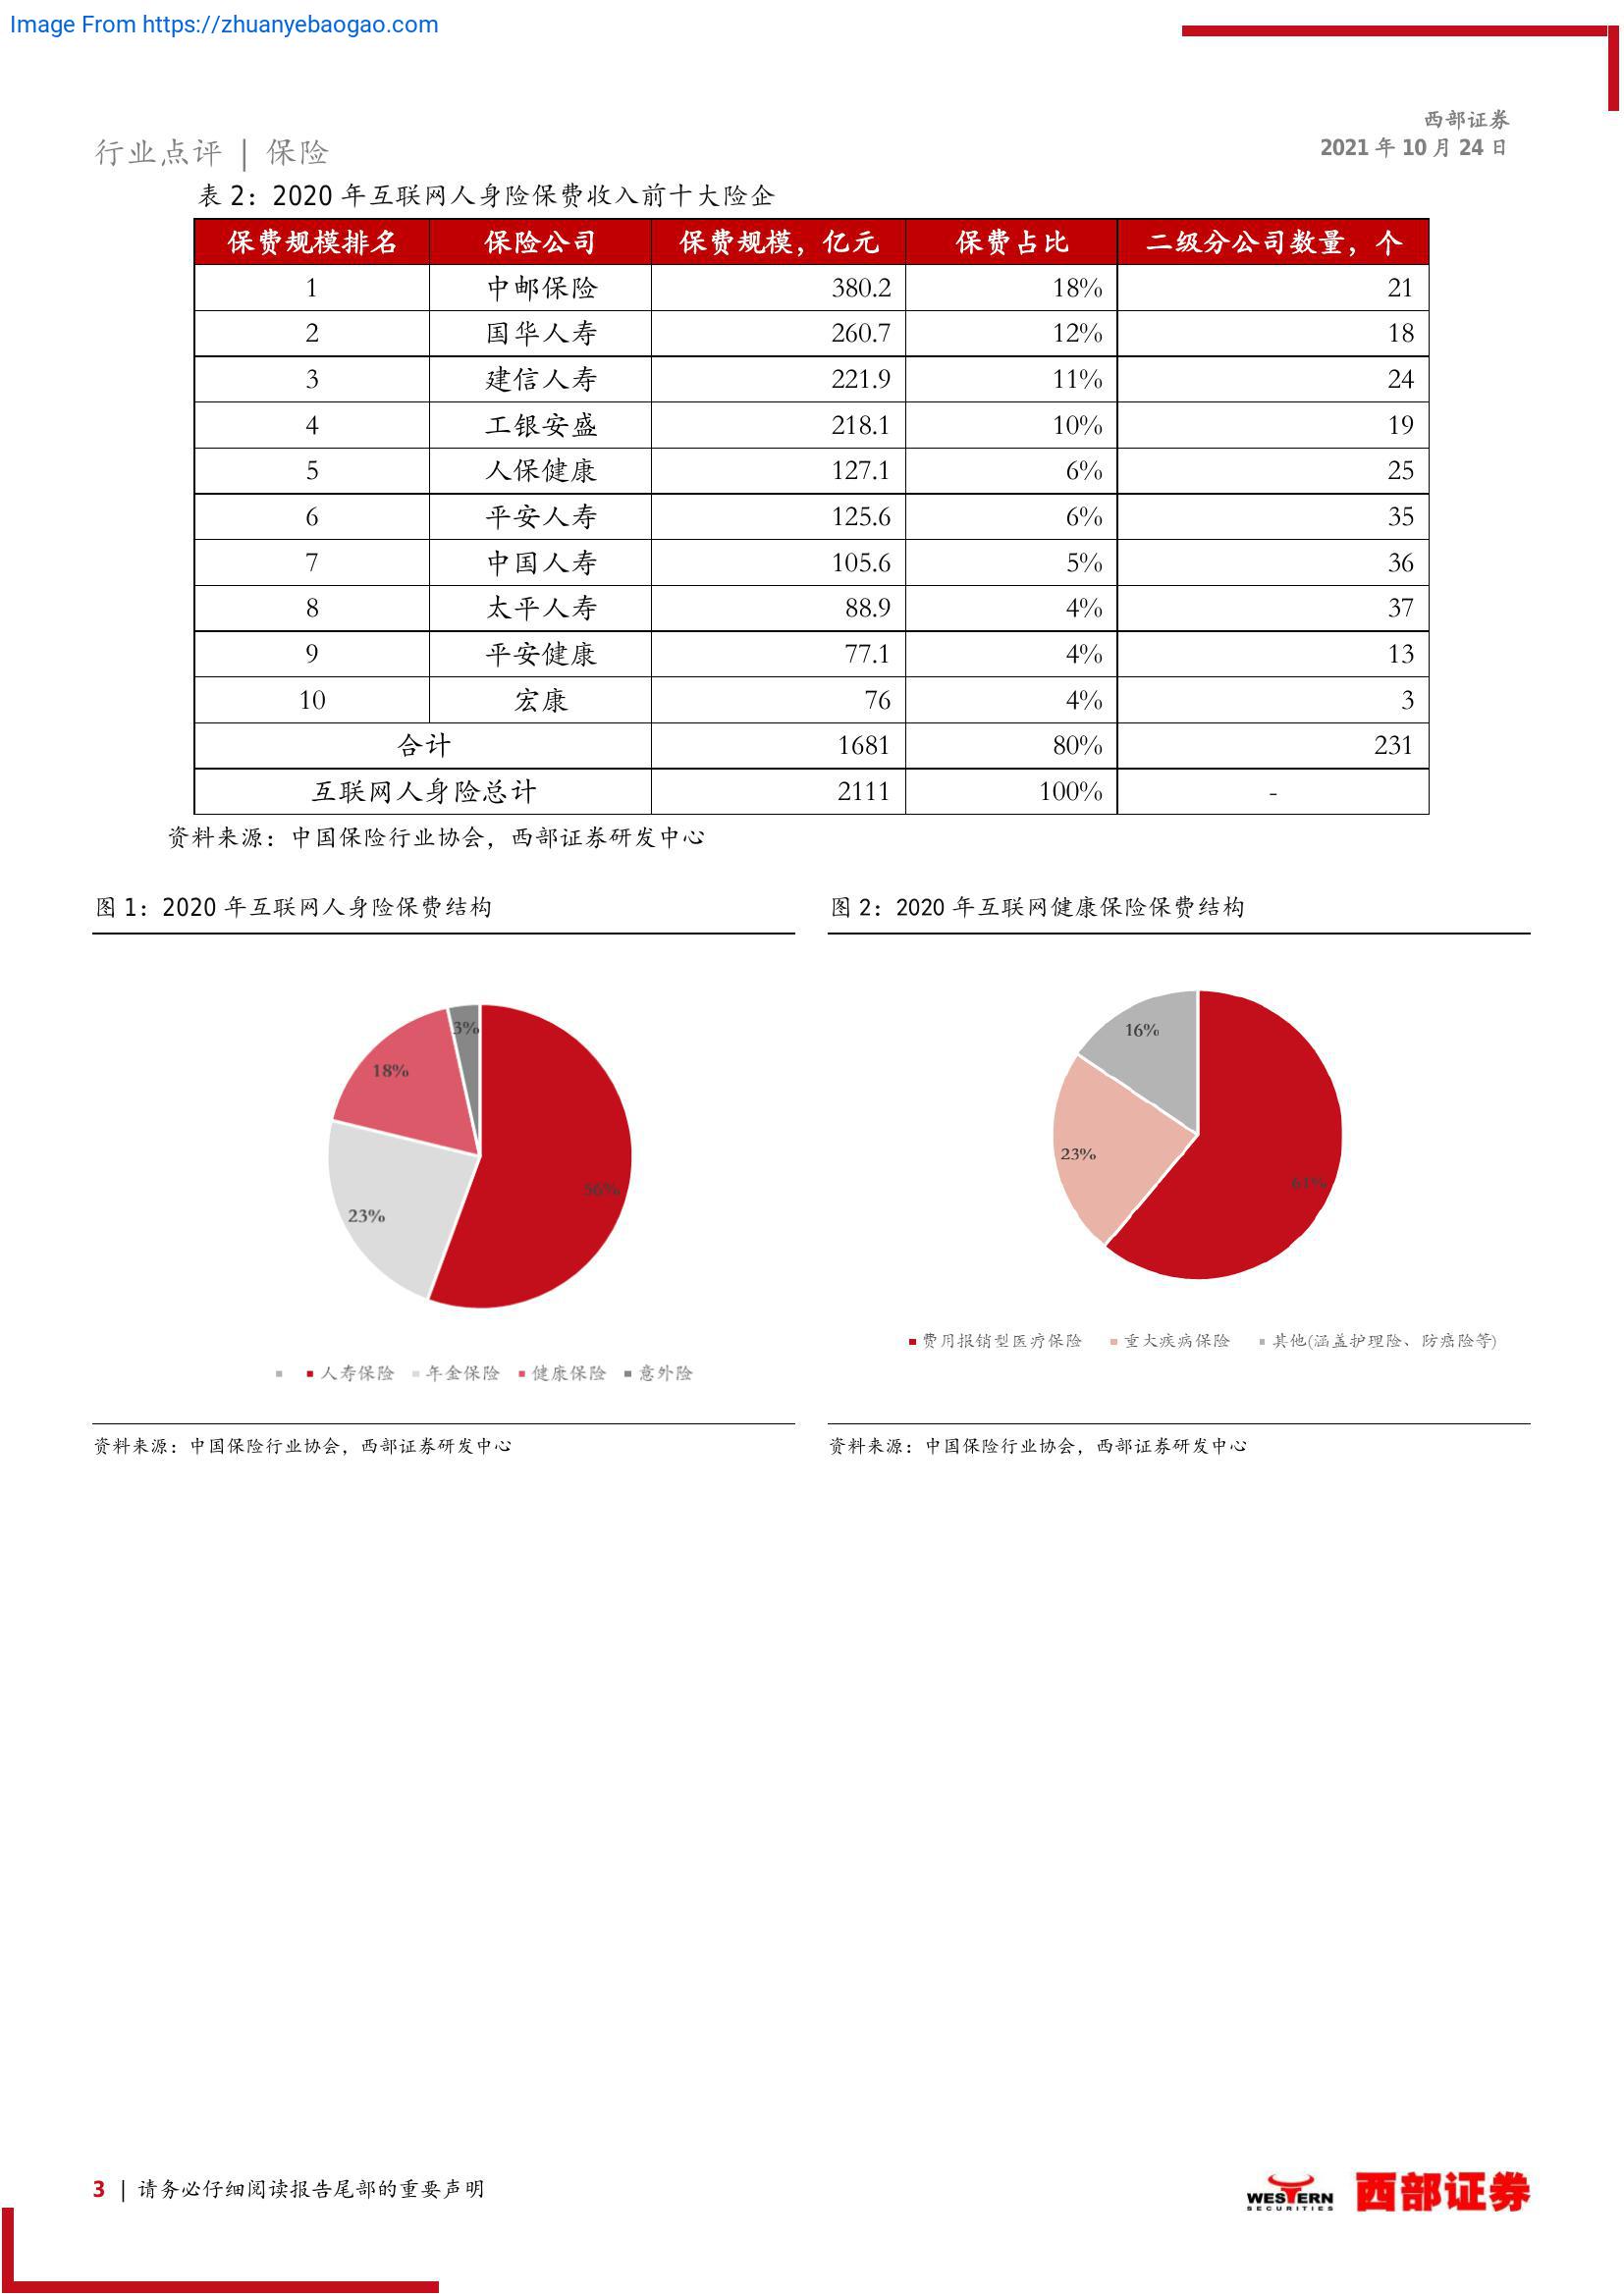 Image From https://zhuanyebaogao.com
西部证券
2021 年 10 月 24 日
行业点评 | 保险
表 2：2020 年互联网人身险保费收入前十大险企
保费规模排名 保险公司 保费规模，亿元 保费占比 二级分公司数量，个
1 中邮保险 380.2 18% 21
2 国华人寿 260.7 12% 18
3 建信人寿 221.9 11% 24
4 工银安盛 218.1 10% 19
5 人保健康 127.1 6% 25
6 平安人寿 125.6 6% 35
7 中国人寿 105.6 5% 36
8 太平人寿 88.9 4% 37
9 平安健康 77.1 4% 13
10 宏康 76 4% 3
合计 1681 80% 231
互联网人身险总计 2111 100% -
资料来源：中国保险行业协会，西部证券研发中心
图 1：2020 年互联网人身险保费结构
3%
18%
56%
23%
人寿保险 年金保险 健康保险 意外险
资料来源：中国保险行业协会，西部证券研发中心
图 2：2020 年互联网健康保险保费结构
16%
23%
61%
费用报销型医疗保险 重大疾病保险 其他(涵盖护理险、防癌险等)
资料来源：中国保险行业协会，西部证券研发中心
3 | 请务必仔细阅读报告尾部的重要声明
WESTERN
SECURITIES
西部证券